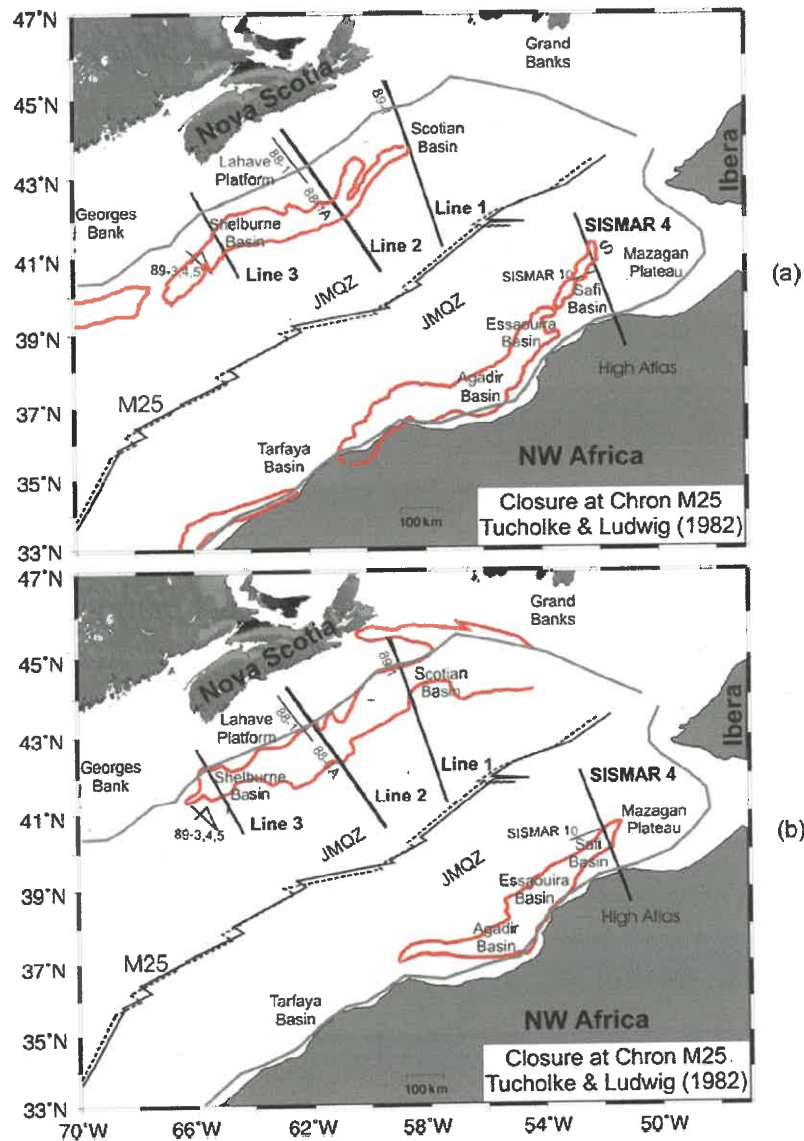 47°N
45°N
43°N
41°N
39°N
37°N
35°N
33°N
Nova Scotia
Grand
Banks
Ibera
89-1
Scotian
Basin
Lahave
Platform
88-1
88-1A
Georges
Bank
Shelburne
Basin
89-3,4,5
Line 3
Line 2
Line 1
JMQZ
JMQZ
M25
SISMAR 4
S
SISMAR 10
Mazagan
Plateau
Safi
Basin
Essaouira
Basin
High Atlas
Agadir
Basin
Tarfaya
Basin
NW Africa
100 km
Closure at Chron M25
Tucholke & Ludwig (1982)
(a)
47°N
45°N
43°N
41°N
39°N
37°N
35°N
33°N
Nova Scotia
Grand
Banks
Ibera
89-1
Scotian
Basin
Lahave
Platform
88-1
88-1A
Georges
Bank
Shelburne
Basin
89-3,4,5
Line 3
Line 2
Line 1
JMQZ
JMQZ
M25
SISMAR 4
SISMAR 10
Mazagan
Plateau
Safi
Basin
Essaouira
Basin
High Atlas
Agadir
Basin
Tarfaya
Basin
NW Africa
100 km
Closure at Chron M25.
Tucholke & Ludwig (1982)
(b)
70°W 66°W 62°W 58°W 54°W 50°W